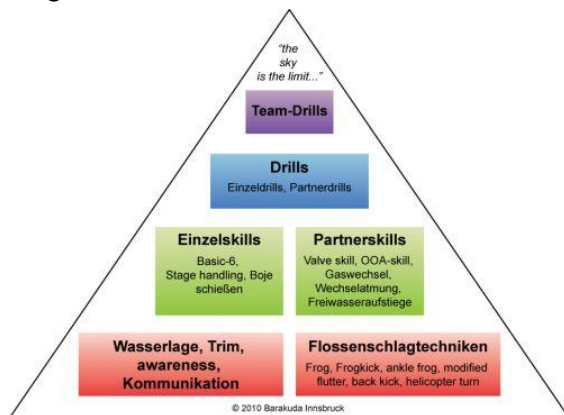 "the
sky
is the limit..."
Team-Drills
Drills
Einzeldrills, Partnerdrills
Einzelskills
Basic-6,
Stage handling, Boje
schießen
Partnerskills
Valve skill, OOA-skill,
Gaswechsel,
Wechselatmung,
Freiwasseraufstiege
Wasserlage, Trim,
awareness,
Kommunikation
Flossenschlagtechniken
Frog, Frogkick, ankle frog, modified
flutter, back kick, helicopter turn
© 2010 Barakuda Innsbruck